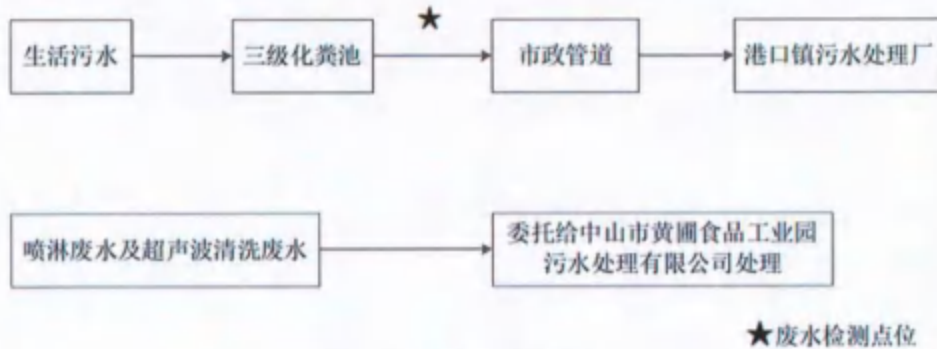 生活污水
三级化粪池
★
市政管道
港口镇污水处理厂
喷淋废水及超声波清洗废水
委托给中山市黄圃食品工业园
污水处理有限公司处理
★废水检测点位